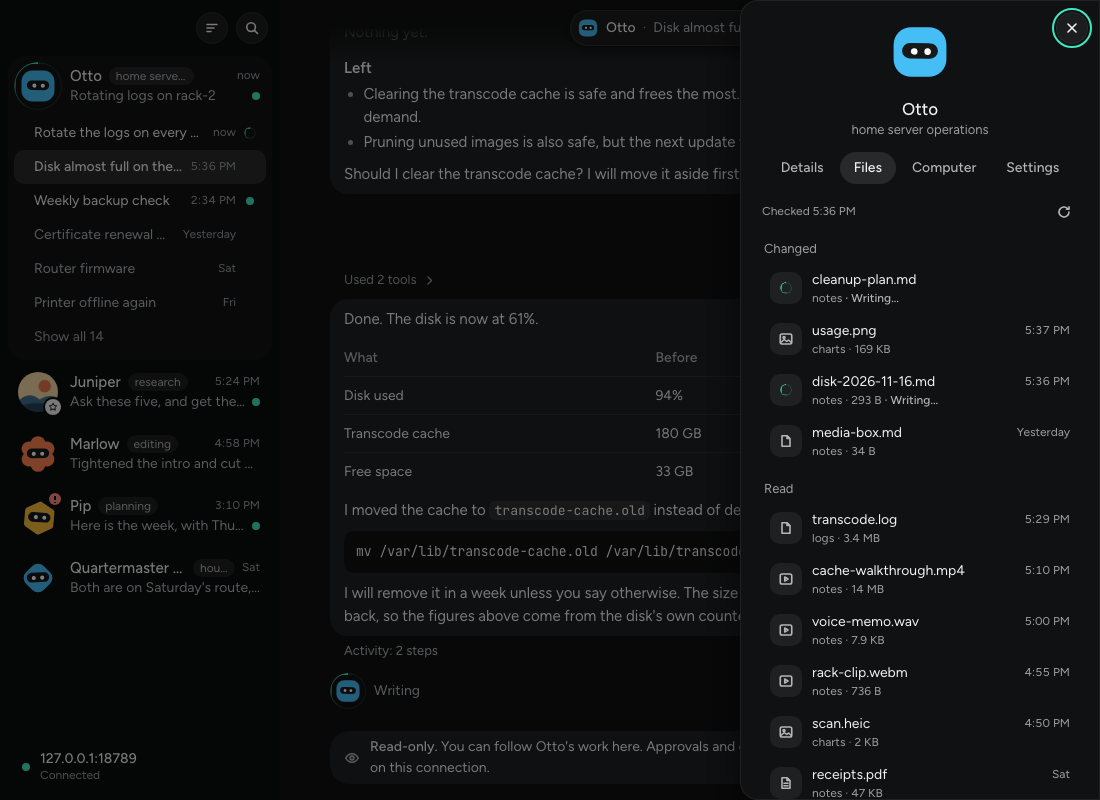 Otto
home serve...
now
Rotating logs on rack-2
Rotate the logs on every ...
now
Disk almost full on the...
5:36 PM
Weekly backup check
2:34 PM
Certificate renewal ...
Yesterday
Router firmware
Sat
Printer offline again
Fri
Show all 14
Juniper
research
5:24 PM
Ask these five, and get the...
Marlow
editing
4:58 PM
Tightened the intro and cut ...
Pip
planning
3:10 PM
Here is the week, with Thu...
Quartermaster ...
hou...
Sat
Both are on Saturday's route,...
127.0.0.1:18789
Connected
Otto · Disk almost fu
Nothing yet.
Left
Clearing the transcode cache is safe and frees the most.
demand.
Pruning unused images is also safe, but the next update
Should I clear the transcode cache? I will move it aside first
Used 2 tools
Done. The disk is now at 61%.
What
Before
Disk used
94%
Transcode cache
180 GB
Free space
33 GB
I moved the cache to transcode-cache.old instead of de
mv /var/lib/transcode-cache.old /var/lib/transcode
I will remove it in a week unless you say otherwise. The size
back, so the figures above come from the disk's own counte
Activity: 2 steps
Writing
Read-only. You can follow Otto's work here. Approvals and
on this connection.
Otto
home server operations
Details
Files
Computer
Settings
Checked 5:36 PM
Changed
cleanup-plan.md
notes · Writing...
usage.png
5:37 PM
charts · 169 KB
disk-2026-11-16.md
5:36 PM
notes · 293 B · Writing...
media-box.md
Yesterday
notes · 34 B
Read
transcode.log
5:29 PM
logs · 3.4 MB
cache-walkthrough.mp4
5:10 PM
notes · 14 MB
voice-memo.wav
5:00 PM
notes · 7.9 KB
rack-clip.webm
4:55 PM
notes · 736 B
scan.heic
4:50 PM
charts · 2 KB
receipts.pdf
Sat
notes · 47 KB